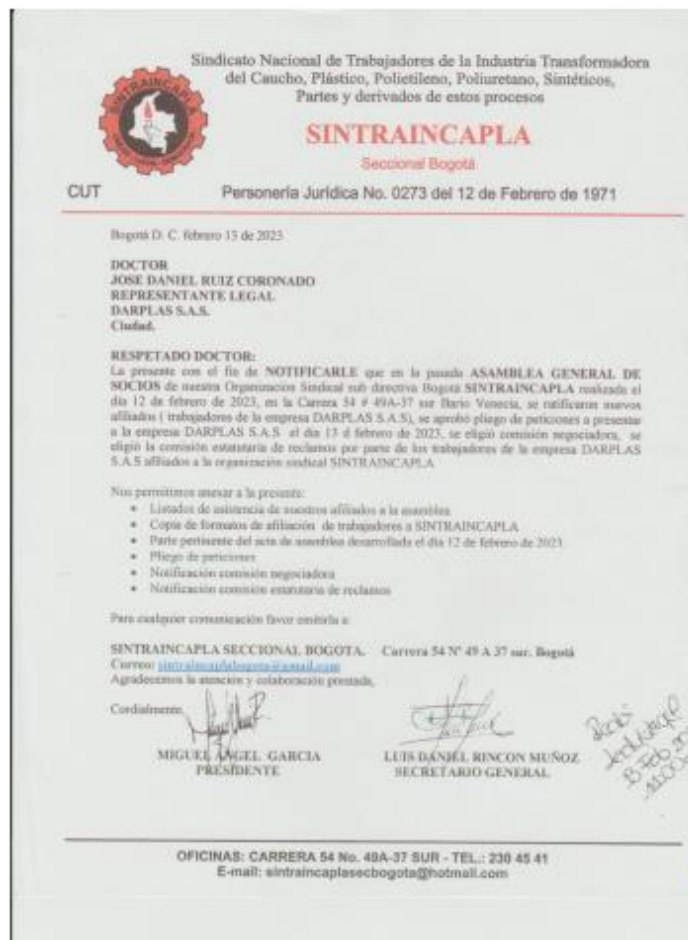 Sindicato Nacional de Trabajadores de la Industria Transformadora
del Caucho, Plástico, Polietileno, Poliuretano, Sintéticos,
Partes y derivados de estos procesos
SINTRAINCAPLA
SINTRAINCAPLA
Seccional Bogotá
CUT
Personería Jurídica No. 0273 del 12 de Febrero de 1971
Bogotá D. C. febrero 13 de 2023
DOCTOR
JOSE DANIEL RUIZ CORONADO
REPRESENTANTE LEGAL
DARPLAS S.A.S.
Ciudad.
RESPETADO DOCTOR:
La presente con el fin de NOTIFICARLE que en la pasada ASAMBLEA GENERAL DE
SOCIOS de nuestra Organizacion Sindical sub directiva Bogotá SINTRAINCAPLA realizada el
día 12 de febrero de 2023, en la Carrera 54 # 49A-37 sur Bario Venecia, se ratificaron nuevos
afiliados ( trabajadores de la empresa DARPLAS S.A.S), se aprobó pliego de peticiones a presentar
a la empresa DARPLAS S.A.S el día 13 d febrero de 2023, se eligió comisión negociadora, se
eligió la comisión estatutaria de reclamos por parte de los trabajadores de la empresa DARPLAS
S.A.S afiliados a la organización sindical SINTRAINCAPLA
Nos permitimos anexar a la presente:
• Listados de asistencia de nuestros afiliados a la asamblea
• Copia de formatos de afiliación de trabajadores a SINTRAINCAPLA
• Parte pertinente del acta de asamblea desarrollada el día 12 de febrero de 2023
• Pliego de peticiones
• Notificación comisión negociadora
• Notificación comisión estatutaria de reclamos
Para cualquier comunicación favor emitirla a:
SINTRAINCAPLA SECCIONAL BOGOTA. Carrera 54 Nº 49 A 37 sur. Bogotá
Correo: sintraincaplabogota@gmail.com
Agradecemos la atención y colaboración prestada,
Cordialmente,
MIGUEL ÁNGEL GARCIA
PRESIDENTE
LUIS DANIEL RINCON MUÑOZ
SECRETARIO GENERAL
OFICINAS: CARRERA 54 No. 49A-37 SUR - TEL.: 230 45 41
E-mail: sintraincaplasecbogota@hotmail.com